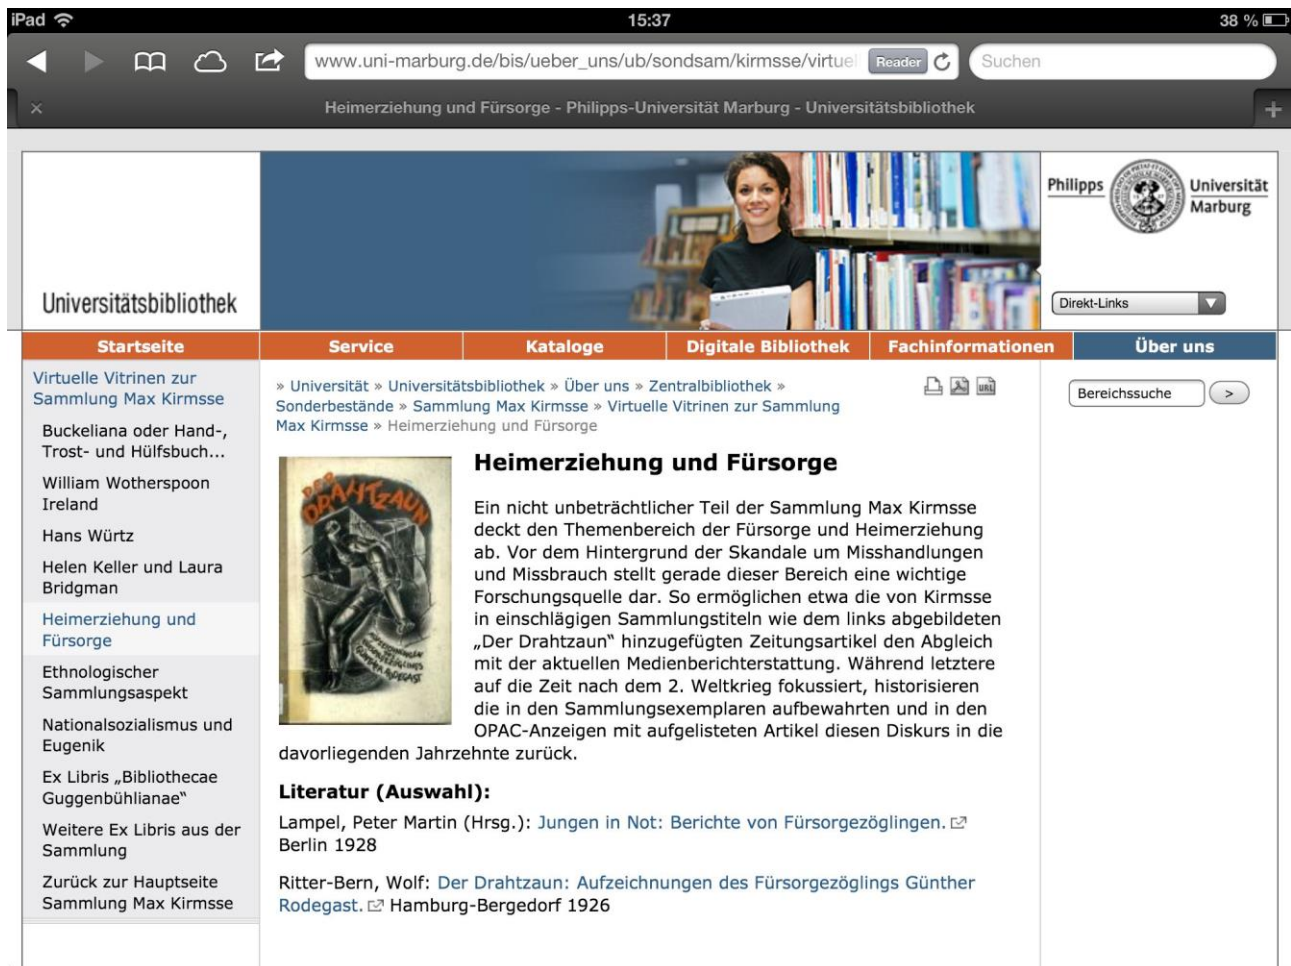 iPad 15:37 38 %
www.uni-marburg.de/bis/ueber_uns/ub/sondsam/kirmsse/virtuel Reader Suchen
Heimerziehung und Fürsorge - Philipps-Universität Marburg - Universitätsbibliothek
Universitätsbibliothek
Philipps Universität
Marburg
Direkt-Links
Startseite Service Kataloge Digitale Bibliothek Fachinformationen Über uns
Virtuelle Vitrinen zur
Sammlung Max Kirmsse
Buckeliana oder Hand-,
Trost- und Hülfsbuch...
William Wotherspoon
Ireland
Hans Würtz
Helen Keller und Laura
Bridgman
Heimerziehung und
Fürsorge
Ethnologischer
Sammlungsaspekt
Nationalsozialismus und
Eugenik
Ex Libris „Bibliothecae
Guggenbühlianae“
Weitere Ex Libris aus der
Sammlung
Zurück zur Hauptseite
Sammlung Max Kirmsse
» Universität » Universitätsbibliothek » Über uns » Zentralbibliothek »
Sonderbestände » Sammlung Max Kirmsse » Virtuelle Vitrinen zur Sammlung
Max Kirmsse » Heimerziehung und Fürsorge
URL
Bereichssuche >
DER
DRAHTZAUN
AUFZEICHNUNGEN
DES
FÜRSORGEZÖGLINGS
GÜNTHER RODEGAST
Heimerziehung und Fürsorge
Ein nicht unbeträchtlicher Teil der Sammlung Max Kirmsse
deckt den Themenbereich der Fürsorge und Heimerziehung
ab. Vor dem Hintergrund der Skandale um Misshandlungen
und Missbrauch stellt gerade dieser Bereich eine wichtige
Forschungsquelle dar. So ermöglichen etwa die von Kirmsse
in einschlägigen Sammlungstiteln wie dem links abgebildeten
„Der Drahtzaun“ hinzugefügten Zeitungsartikel den Abgleich
mit der aktuellen Medienberichterstattung. Während letztere
auf die Zeit nach dem 2. Weltkrieg fokussiert, historisieren
die in den Sammlungsexemplaren aufbewahrten und in den
OPAC-Anzeigen mit aufgelisteten Artikel diesen Diskurs in die
davorliegenden Jahrzehnte zurück.
Literatur (Auswahl):
Lampel, Peter Martin (Hrsg.): Jungen in Not: Berichte von Fürsorgezöglingen.
Berlin 1928
Ritter-Bern, Wolf: Der Drahtzaun: Aufzeichnungen des Fürsorgezöglings Günther
Rodegast. Hamburg-Bergedorf 1926